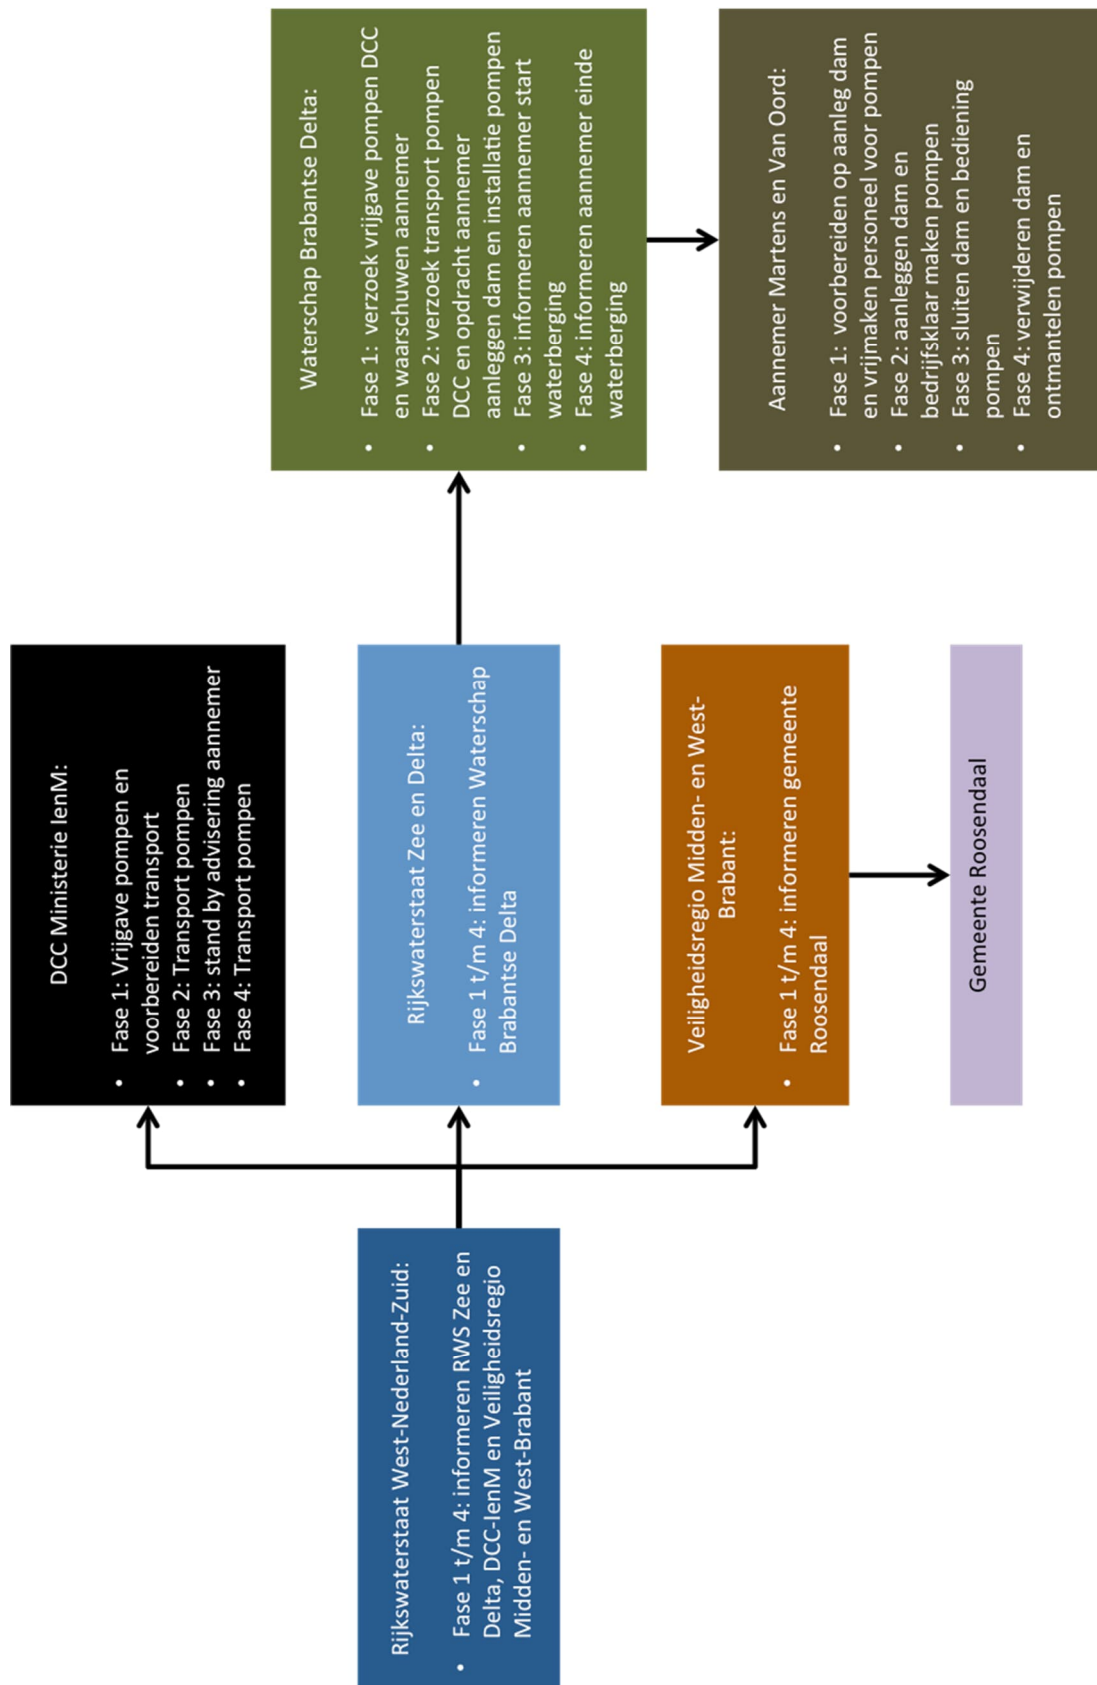 Rijkswaterstaat West-Nederland-Zuid:
• Fase 1 t/m 4: informeren RWS Zee en
Delta, DCC-IenM en Veiligheidsregio
Midden- en West-Brabant
DCC Ministerie IenM:
• Fase 1: Vrijgave pompen en
voorbereiden transport
• Fase 2: Transport pompen
• Fase 3: stand by advisering aannemer
• Fase 4: Transport pompen
Rijkswaterstaat Zee en Delta:
• Fase 1 t/m 4: informeren Waterschap
Brabantse Delta
Veiligheidsregio Midden- en West-
Brabant:
• Fase 1 t/m 4: informeren gemeente
Roosendaal
Gemeente Roosendaal
Waterschap Brabantse Delta:
• Fase 1: verzoek vrijgave pompen DCC
en waarschuwen aannemer
• Fase 2: verzoek transport pompen
DCC en opdracht aannemer
aanleggen dam en installatie pompen
• Fase 3: informeren aannemer start
waterberging
• Fase 4: informeren aannemer einde
waterberging
Aannemer Martens en Van Oord:
• Fase 1: voorbereiden op aanleg dam
en vrijmaken personeel voor pompen
• Fase 2: aanleggen dam en
bedrijfsklaar maken pompen
• Fase 3: sluiten dam en bediening
pompen
• Fase 4: verwijderen dam en
ontmantelen pompen